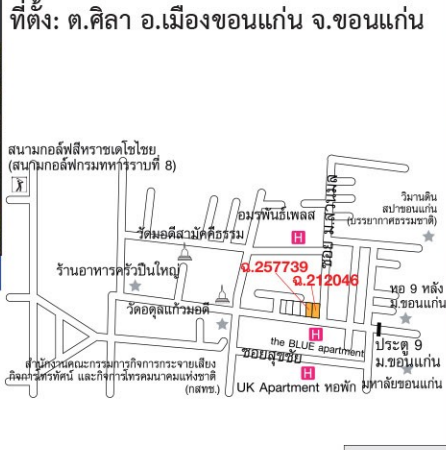 ที่ตั้ง: ต.ศิลา อ.เมืองขอนแก่น จ.ขอนแก่น
สนามกอล์ฟสีหราชเดโชไชย
(สนามกอล์ฟกรมทหารราบที่ 8)
วิมานดิน
สปาขอนแก่น
(บรรยากาศธรรมชาติ)
ซอย ม.สวนมูล
อมรพันธ์เพลส
H
วัดมอดีสามัคคีธรรม
ฉ.257739
ฉ.212046
ร้านอาหารครัวปืนใหญ่
หอ 9 หลัง
ม.ขอนแก่น
วัดอดุลแก้วมอดี
H
the BLUE apartment
ประตู 9
ม.ขอนแก่น
ซอยสุขชัย
สำนักงานคณะกรรมการกิจการกระจายเสียง
กิจการโทรทัศน์ และกิจการโทรคมนาคมแห่งชาติ
(กสทช.)
H
UK Apartment หอพัก
มหาลัยขอนแก่น